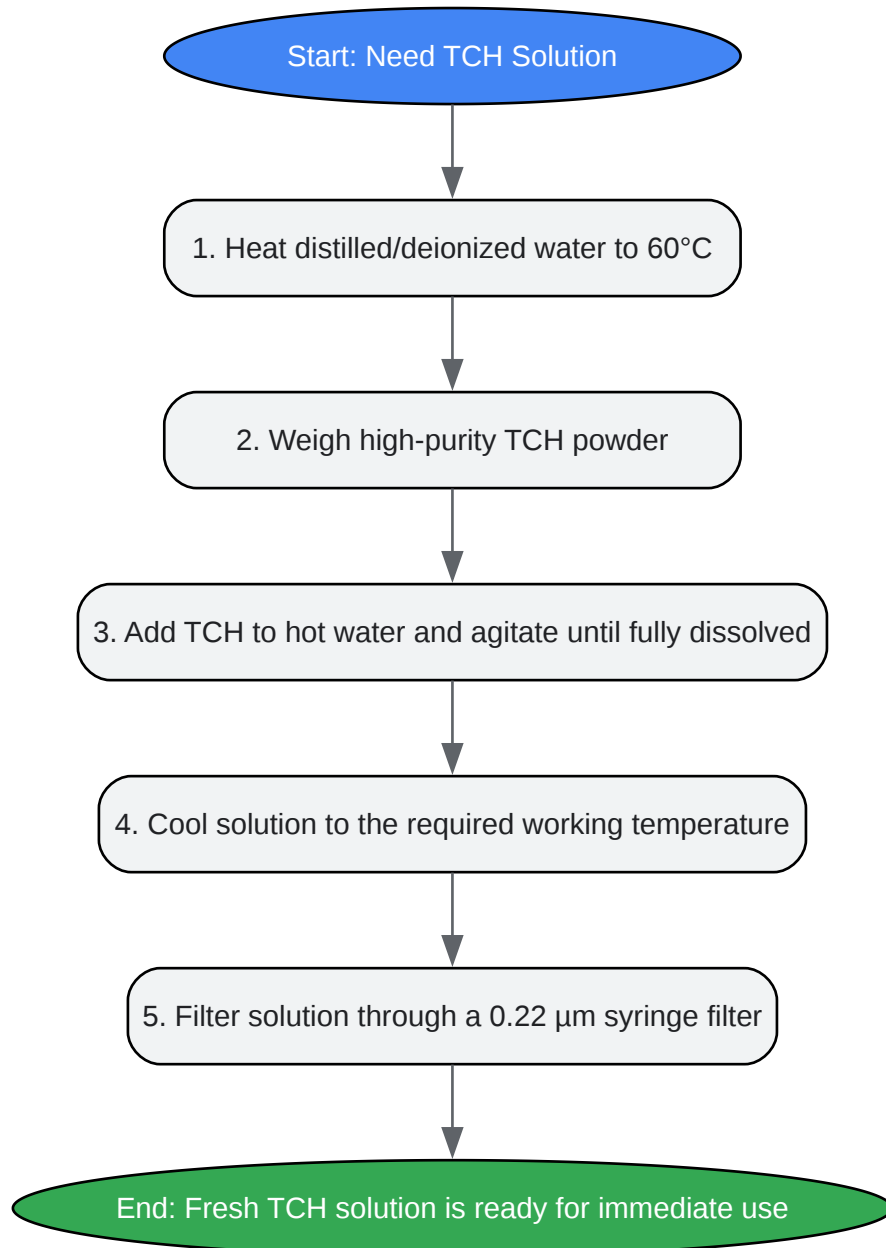 Start: Need TCH Solution
1. Heat distilled/deionized water to 60°C
2. Weigh high-purity TCH powder
3. Add TCH to hot water and agitate until fully dissolved
4. Cool solution to the required working temperature
5. Filter solution through a 0.22 µm syringe filter
End: Fresh TCH solution is ready for immediate use